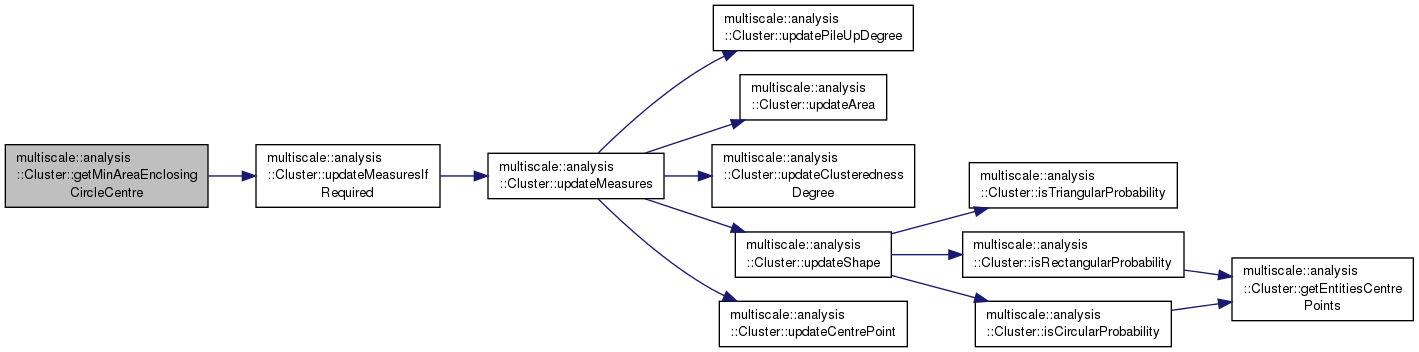 multiscale::analysis
::Cluster::getMinAreaEnclosing
CircleCentre
multiscale::analysis
::Cluster::updateMeasuresIf
Required
multiscale::analysis
::Cluster::updateMeasures
multiscale::analysis
::Cluster::updatePileUpDegree
multiscale::analysis
::Cluster::updateArea
multiscale::analysis
::Cluster::updateClusteredness
Degree
multiscale::analysis
::Cluster::updateShape
multiscale::analysis
::Cluster::updateCentrePoint
multiscale::analysis
::Cluster::isTriangularProbability
multiscale::analysis
::Cluster::isRectangularProbability
multiscale::analysis
::Cluster::isCircularProbability
multiscale::analysis
::Cluster::getEntitiesCentre
Points